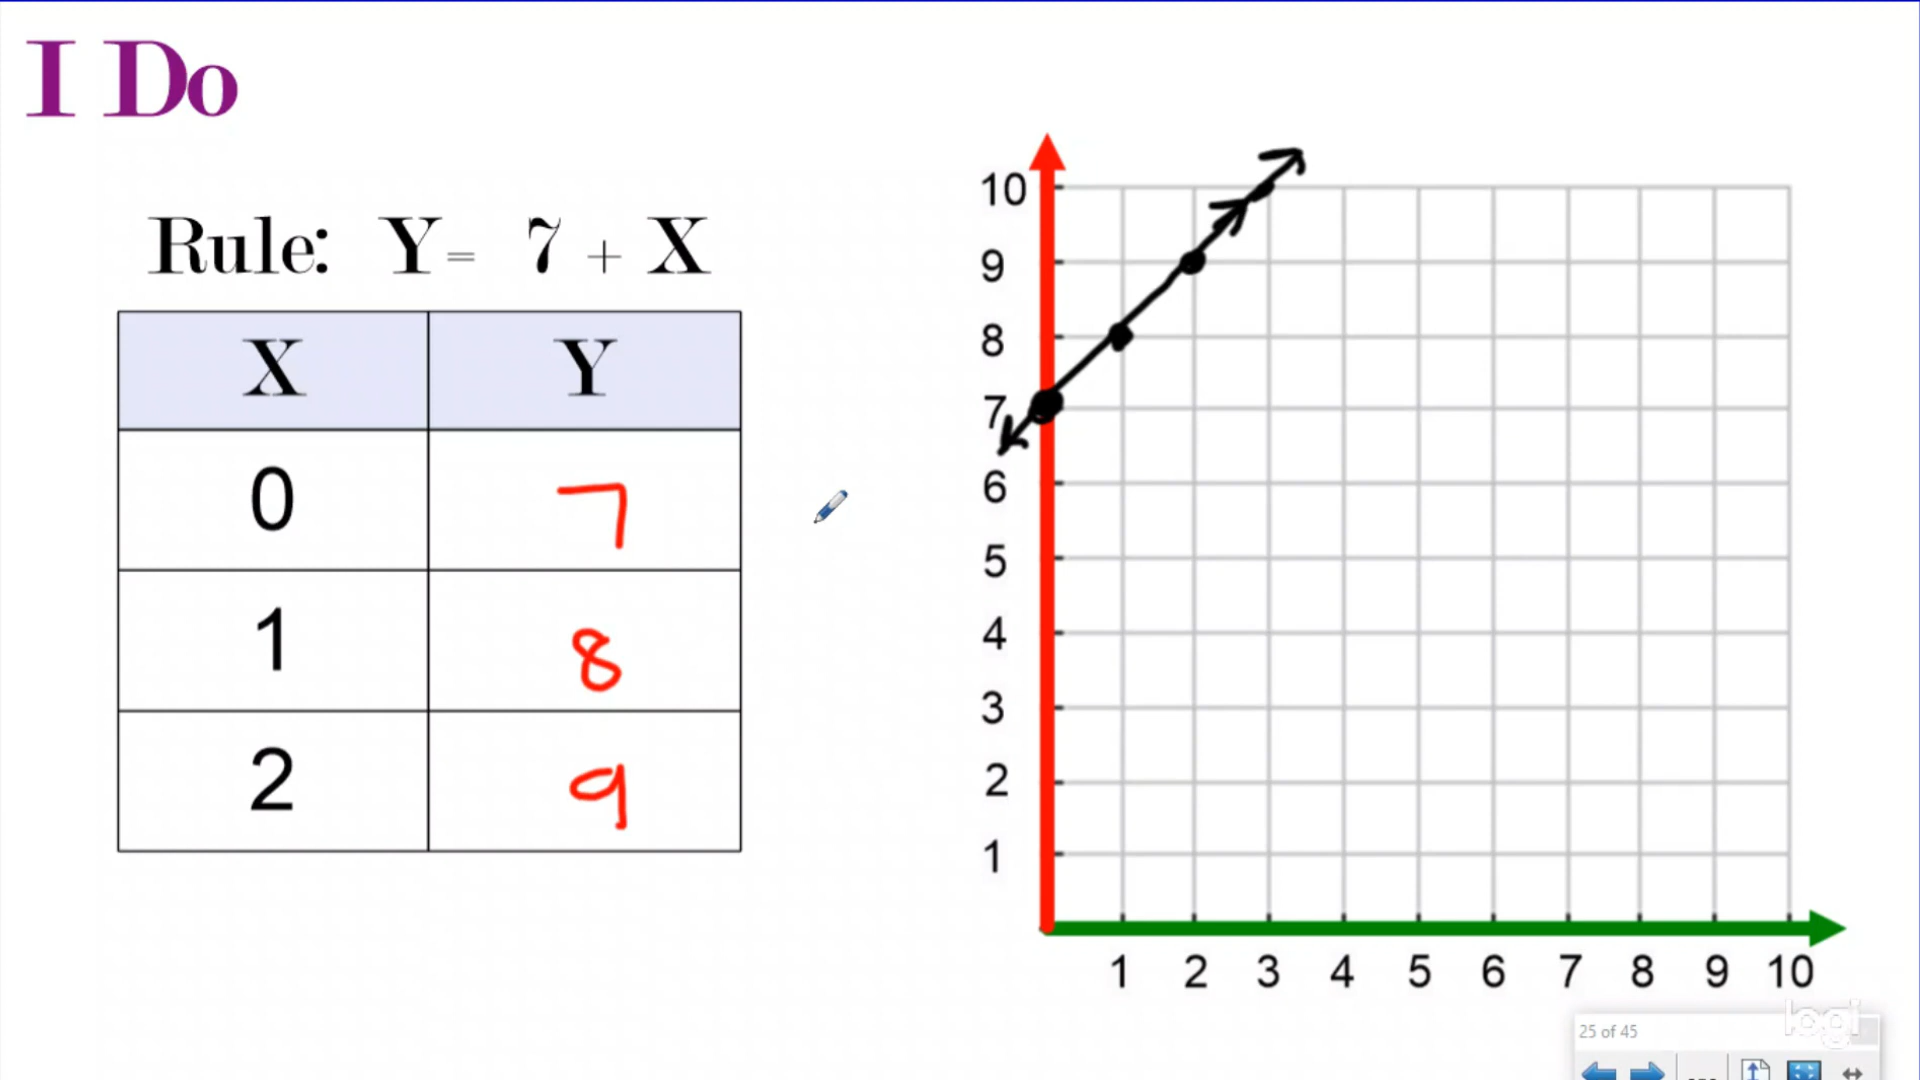 I Do
Rule: Y = 7 + X
X Y
0 7
1 8
2 9
10
9
8
7
6
5
4
3
2
1
1 2 3 4 5 6 7 8 9 10
logi
25 of 45